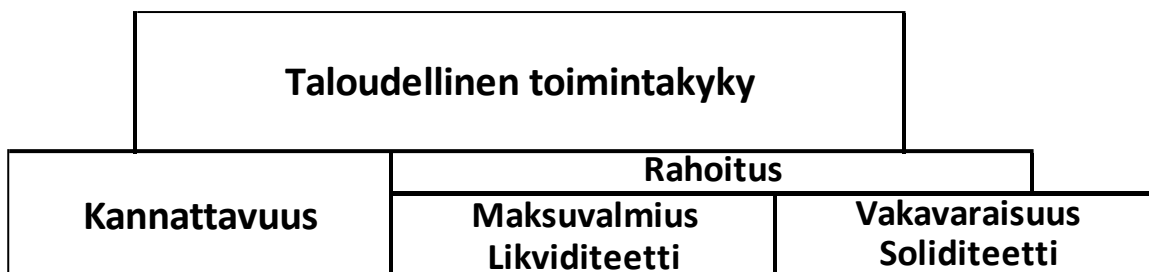 Taloudellinen toimintakyky
Rahoitus
Kannattavuus
Maksuvalmius
Likviditeetti
Vakavaraisuus
Soliditeetti